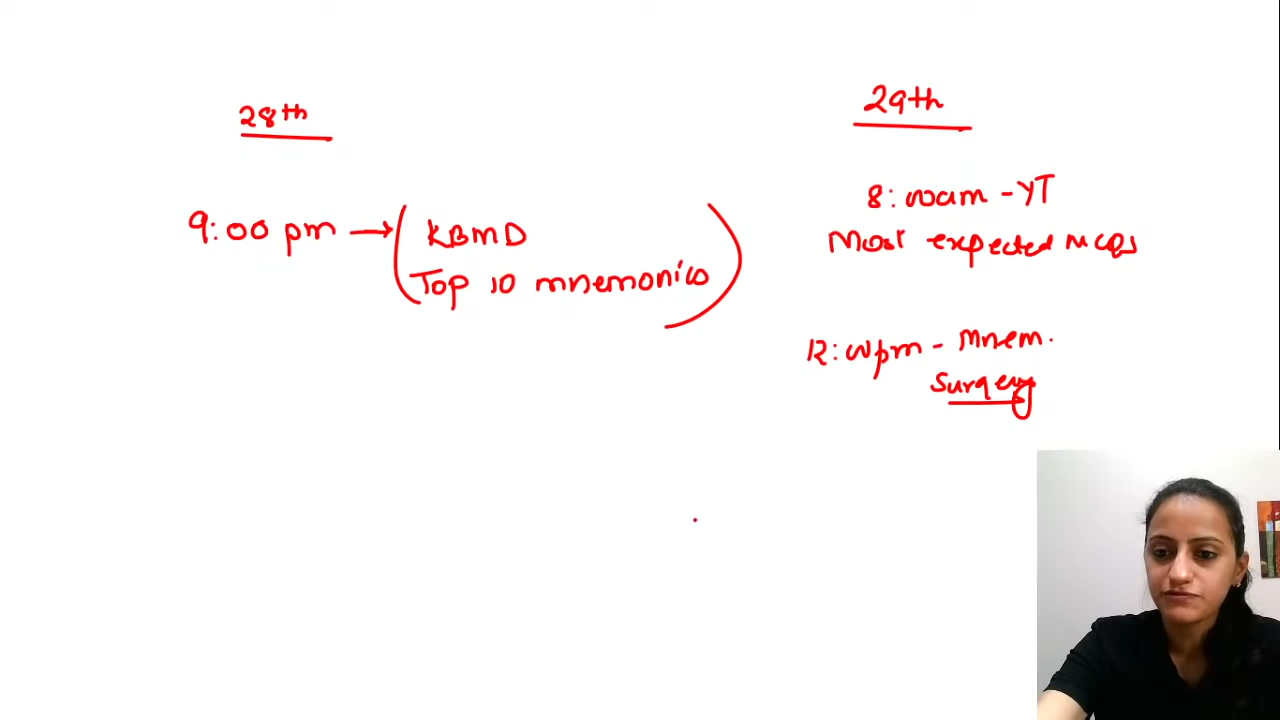 28th
9:00 pm → KBMD
Top 10 mnemonics
29th
8:00am - YT
Most expected MCQs
12:00pm - Mnem.
Surgery